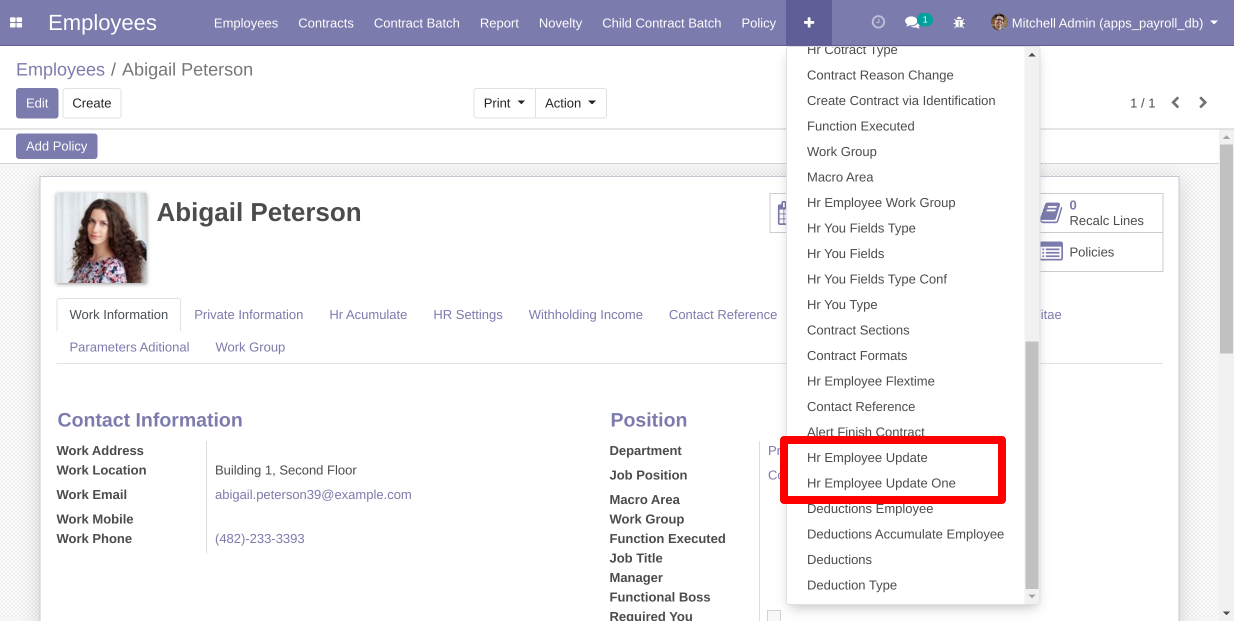 Employees Employees Contracts Contract Batch Report Novelty Child Contract Batch Policy + 1 Mitchell Admin (apps_payroll_db)
Employees / Abigail Peterson
Edit Create Print Action 1 / 1
Add Policy
Abigail Peterson
0
Recalc Lines
Policies
Work Information Private Information Hr Acumulate HR Settings Withholding Income Contact Reference itae
Parameters Aditional Work Group
Contact Information
Work Address
Work Location Building 1, Second Floor
Work Email abigail.peterson39@example.com
Work Mobile
Work Phone (482)-233-3393
Position
Department Pr
Job Position Co
Macro Area
Work Group
Function Executed
Job Title
Manager
Functional Boss
Required You
Hr Cotract Type
Contract Reason Change
Create Contract via Identification
Function Executed
Work Group
Macro Area
Hr Employee Work Group
Hr You Fields Type
Hr You Fields
Hr You Fields Type Conf
Hr You Type
Contract Sections
Contract Formats
Hr Employee Flextime
Contact Reference
Alert Finish Contract
Hr Employee Update
Hr Employee Update One
Deductions Employee
Deductions Accumulate Employee
Deductions
Deduction Type